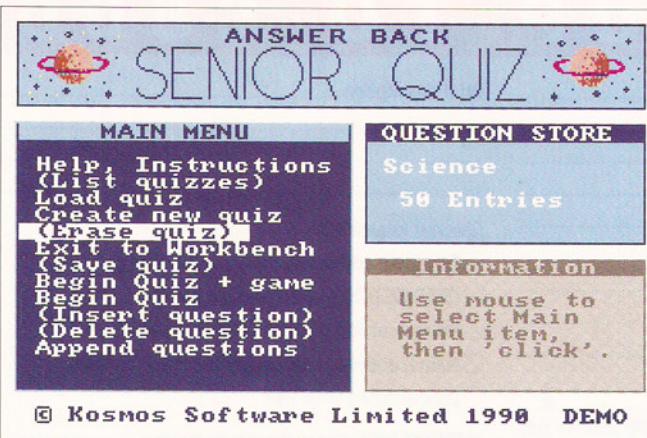 ANSWER BACK
SENIOR QUIZ
MAIN MENU
Help, Instructions
(List quizzes)
Load quiz
Create new quiz
(Erase quiz)
Exit to Workbench
(Save quiz)
Begin Quiz + game
Begin Quiz
(Insert question)
(Delete question)
Append questions
QUESTION STORE
Science
50 Entries
Information
Use mouse to
select Main
Menu item,
then 'click'.
© Kosmos Software Limited 1990 DEMO